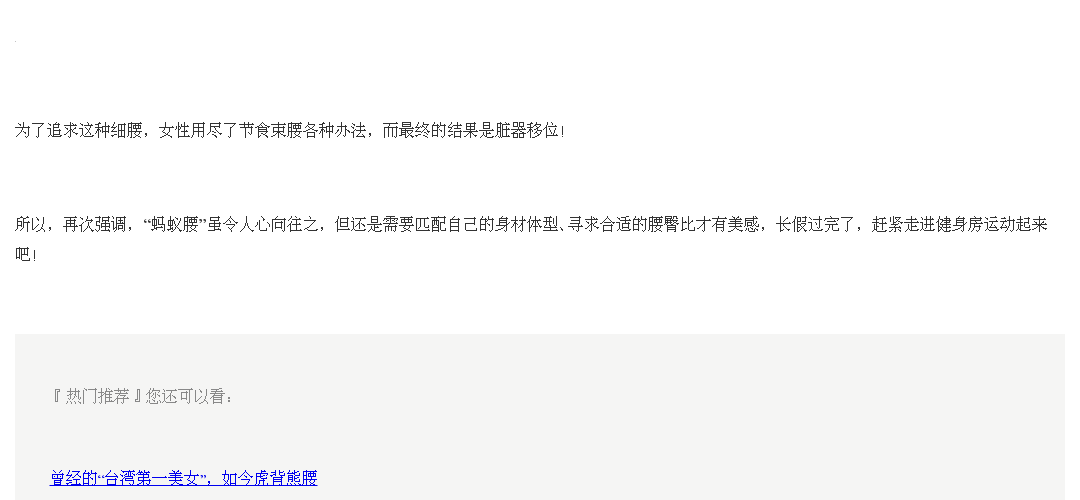 为了追求这种细腰，女性用尽了节食束腰各种办法，而最终的结果是脏器移位！
所以，再次强调，“蚂蚁腰”虽令人心向往之，但还是需要匹配自己的身材体型、寻求合适的腰臀比才有美感，长假过完了，赶紧走进健身房运动起来
吧！
『热门推荐』您还可以看：
曾经的“台湾第一美女”，如今虎背熊腰